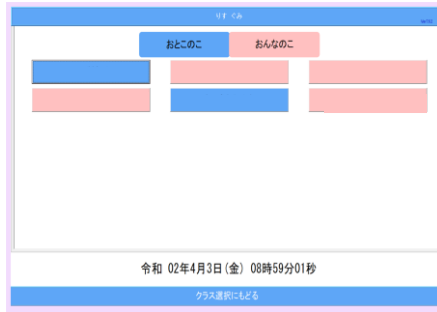 りす ぐみ
おとこのこ おんなのこ
令和 02年4月3日(金) 08時59分01秒
クラス選択にもどる